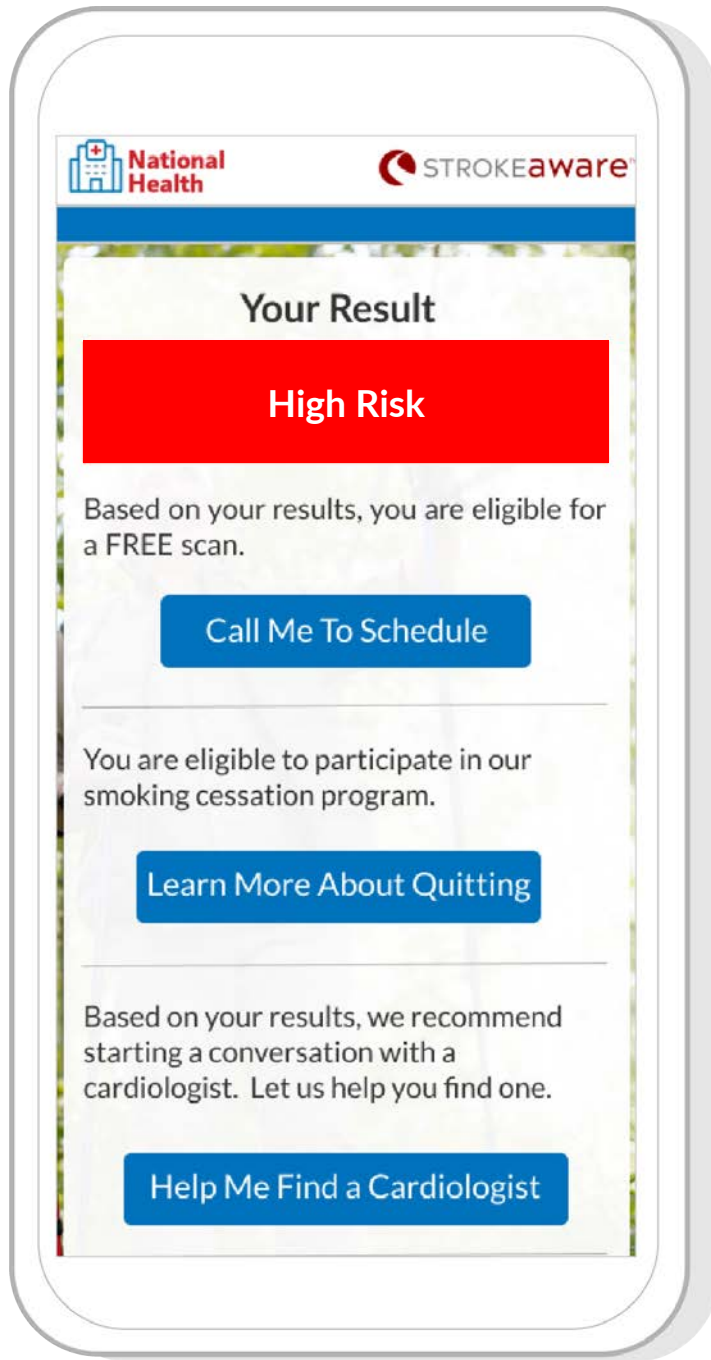 National
Health
STROKEaware™
Your Result
High Risk
Based on your results, you are eligible for
a FREE scan.
Call Me To Schedule
You are eligible to participate in our
smoking cessation program.
Learn More About Quitting
Based on your results, we recommend
starting a conversation with a
cardiologist.  Let us help you find one.
Help Me Find a Cardiologist